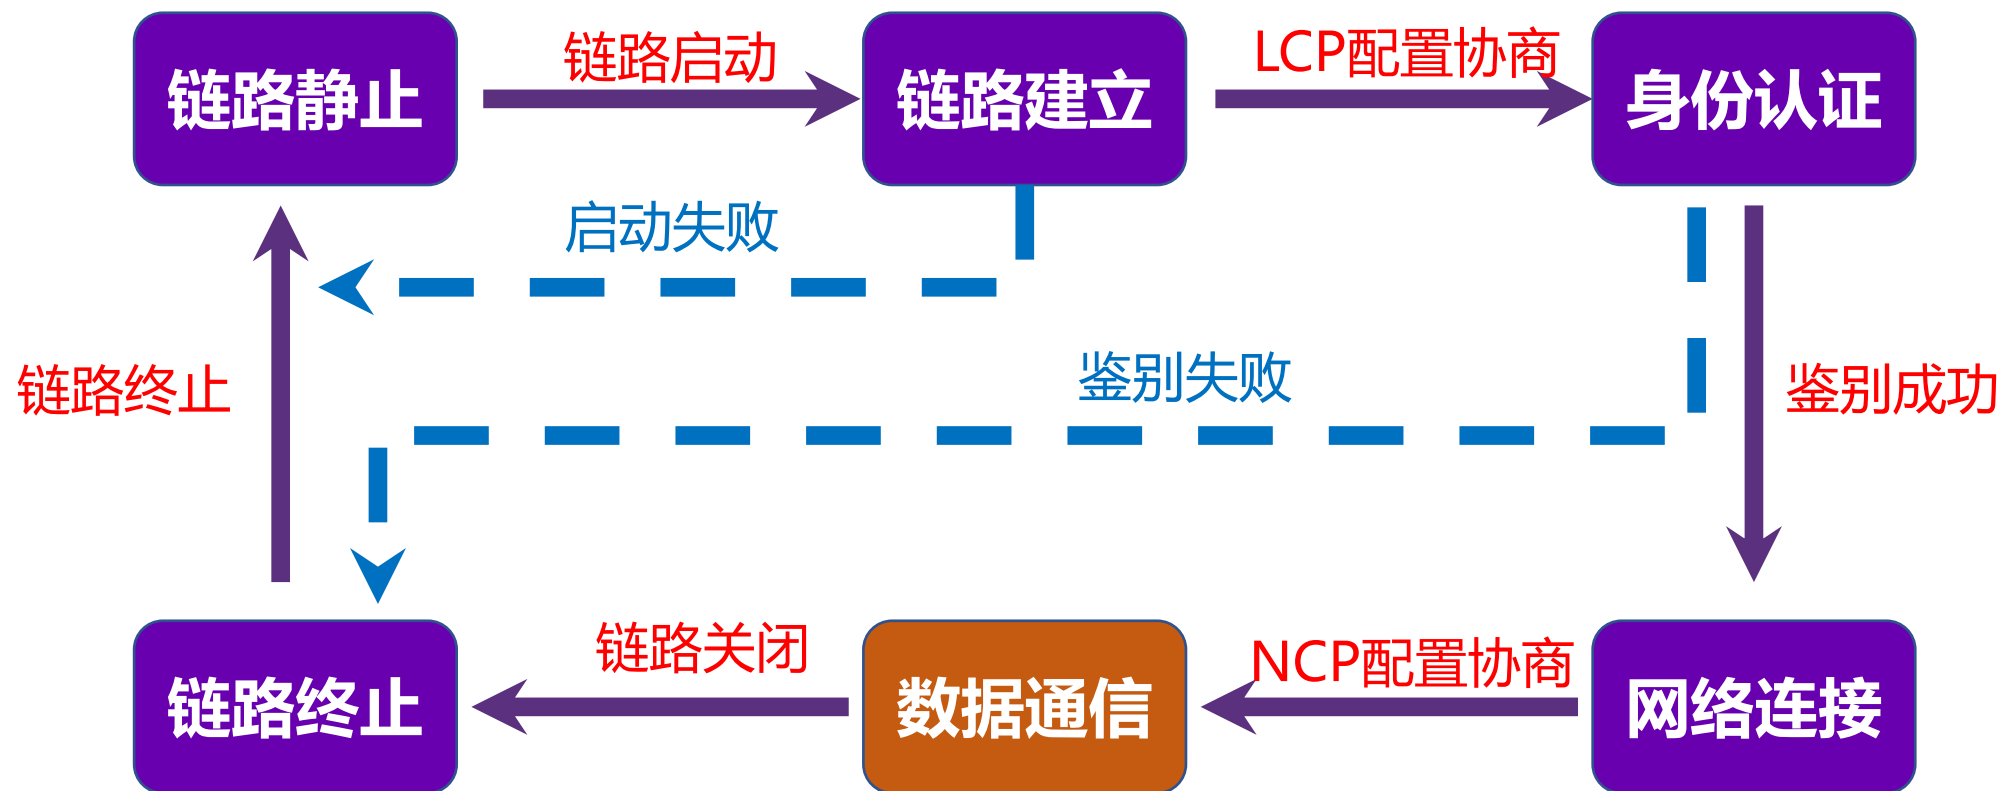 链路启动
LCP配置协商
链路静止
链路建立
身份认证
启动失败
鉴别失败
链路终止
鉴别成功
链路关闭
NCP配置协商
链路终止
数据通信
网络连接